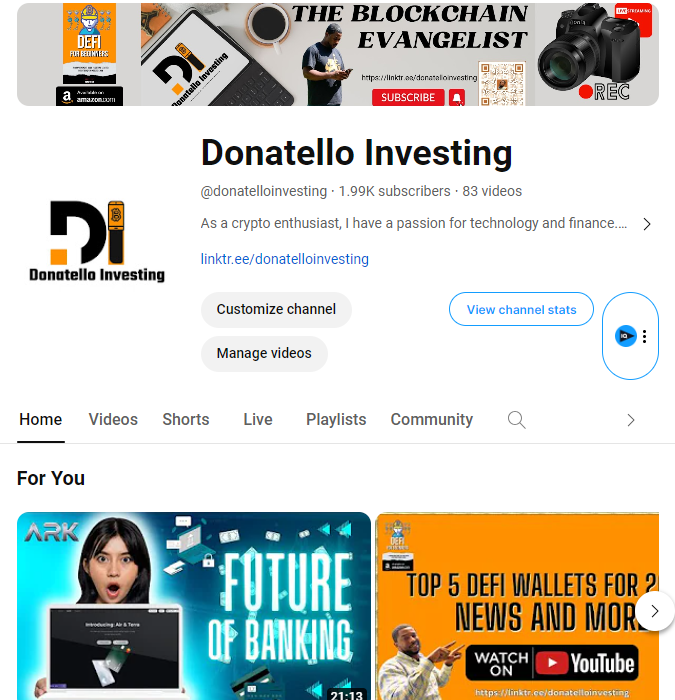 DEFI
FOR BEGINNERS
Available on
amazon.com
DI
Donatello Investing
THE BLOCKCHAIN
EVANGELIST
https://linktr.ee/donatelloinvesting
SUBSCRIBE
LIVE STREAMING
REC
DI
Donatello Investing
Donatello Investing
@donatelloinvesting · 1.99K subscribers · 83 videos
As a crypto enthusiast, I have a passion for technology and finance....
linktr.ee/donatelloinvesting
Customize channel
View channel stats
Manage videos
Home Videos Shorts Live Playlists Community
For You
ARK
FUTURE
OF BANKING
Introducing: Air & Terra
21:13
DEFI
TOP 5 DEFI WALLETS FOR 2
NEWS AND MOR
WATCH
ON
YouTube
https://linktr.ee/donatelloinvesting